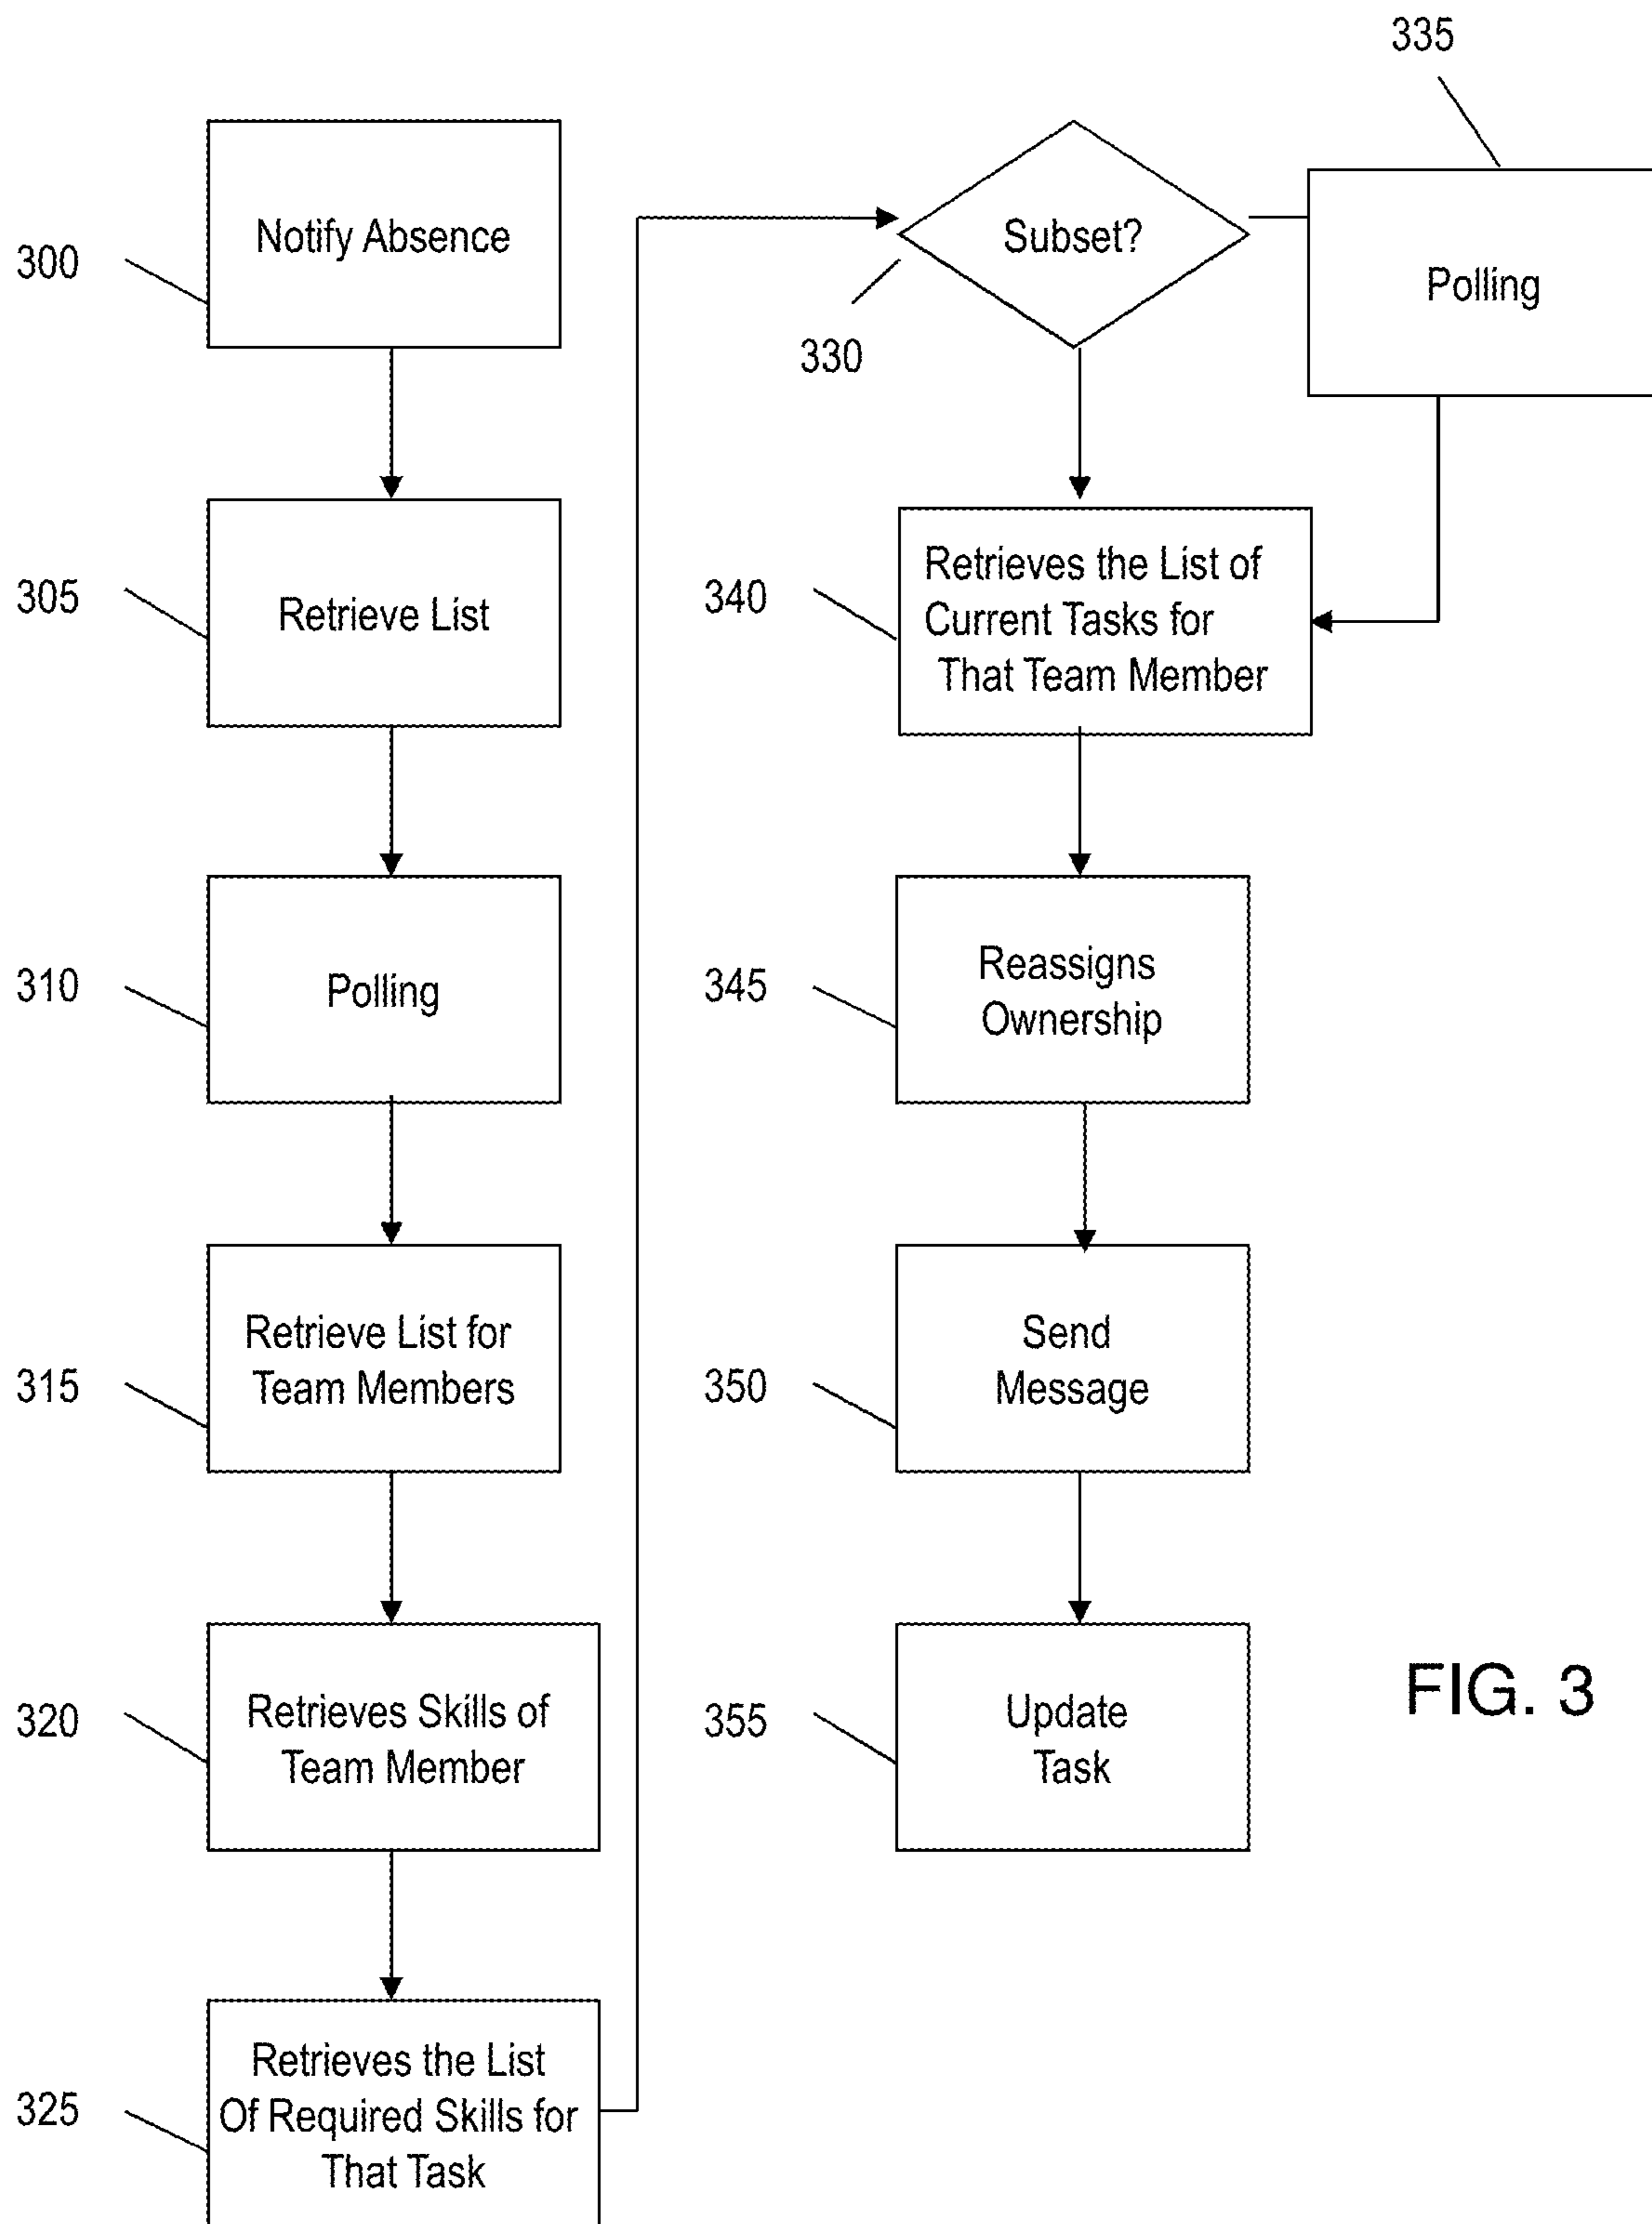 300
Notify Absence
305
Retrieve List
310
Polling
315
Retrieve List for
Team Members
320
Retrieves Skills of
Team Member
325
Retrieves the List
Of Required Skills for
That Task
330
Subset?
335
Polling
340
Retrieves the List of
Current Tasks for
That Team Member
345
Reassigns
Ownership
350
Send
Message
355
Update
Task
FIG. 3